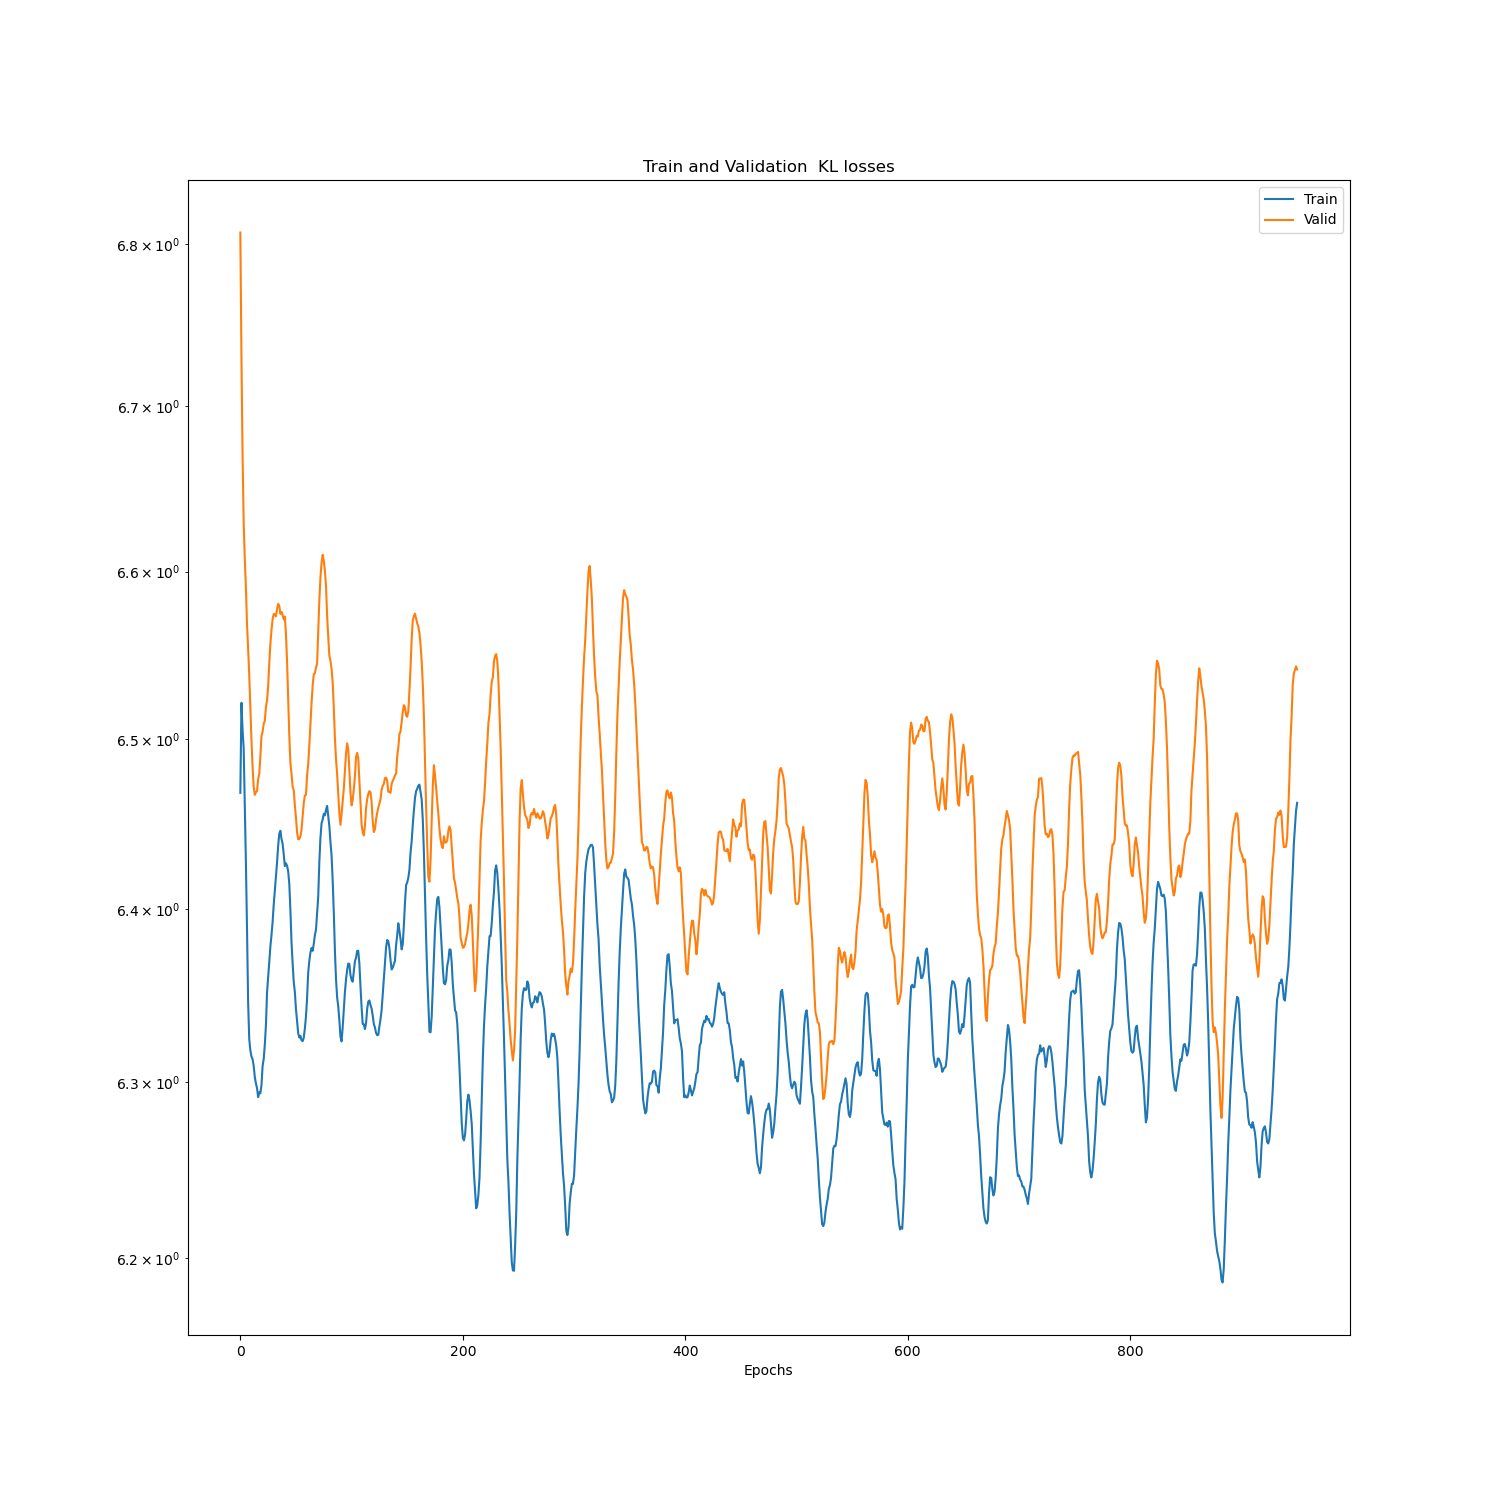 Train and Validation  KL losses
Train
Valid
6.8 × 10⁰
6.7 × 10⁰
6.6 × 10⁰
6.5 × 10⁰
6.4 × 10⁰
6.3 × 10⁰
6.2 × 10⁰
0 200 400 600 800
Epochs